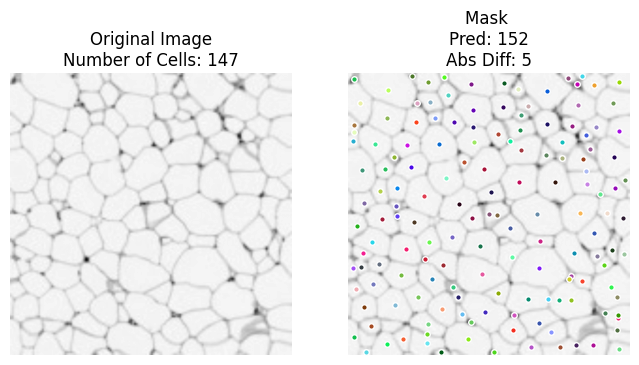 Original Image
Number of Cells: 147
Mask
Pred: 152
Abs Diff: 5